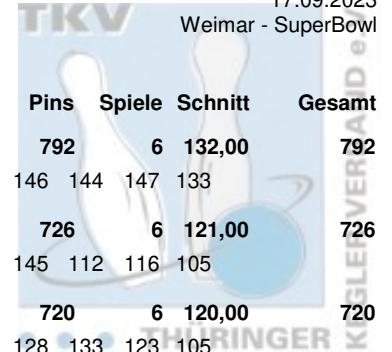 17.09.2023
TKV
Weimar - SuperBowl
Pins Spiele Schnitt Gesamt
792 6 132,00 792
146 144 147 133
726 6 121,00 726
145 112 116 105
720 6 120,00 720
128 133 123 105
THÜRINGER
KEGLER VERBAND e.V